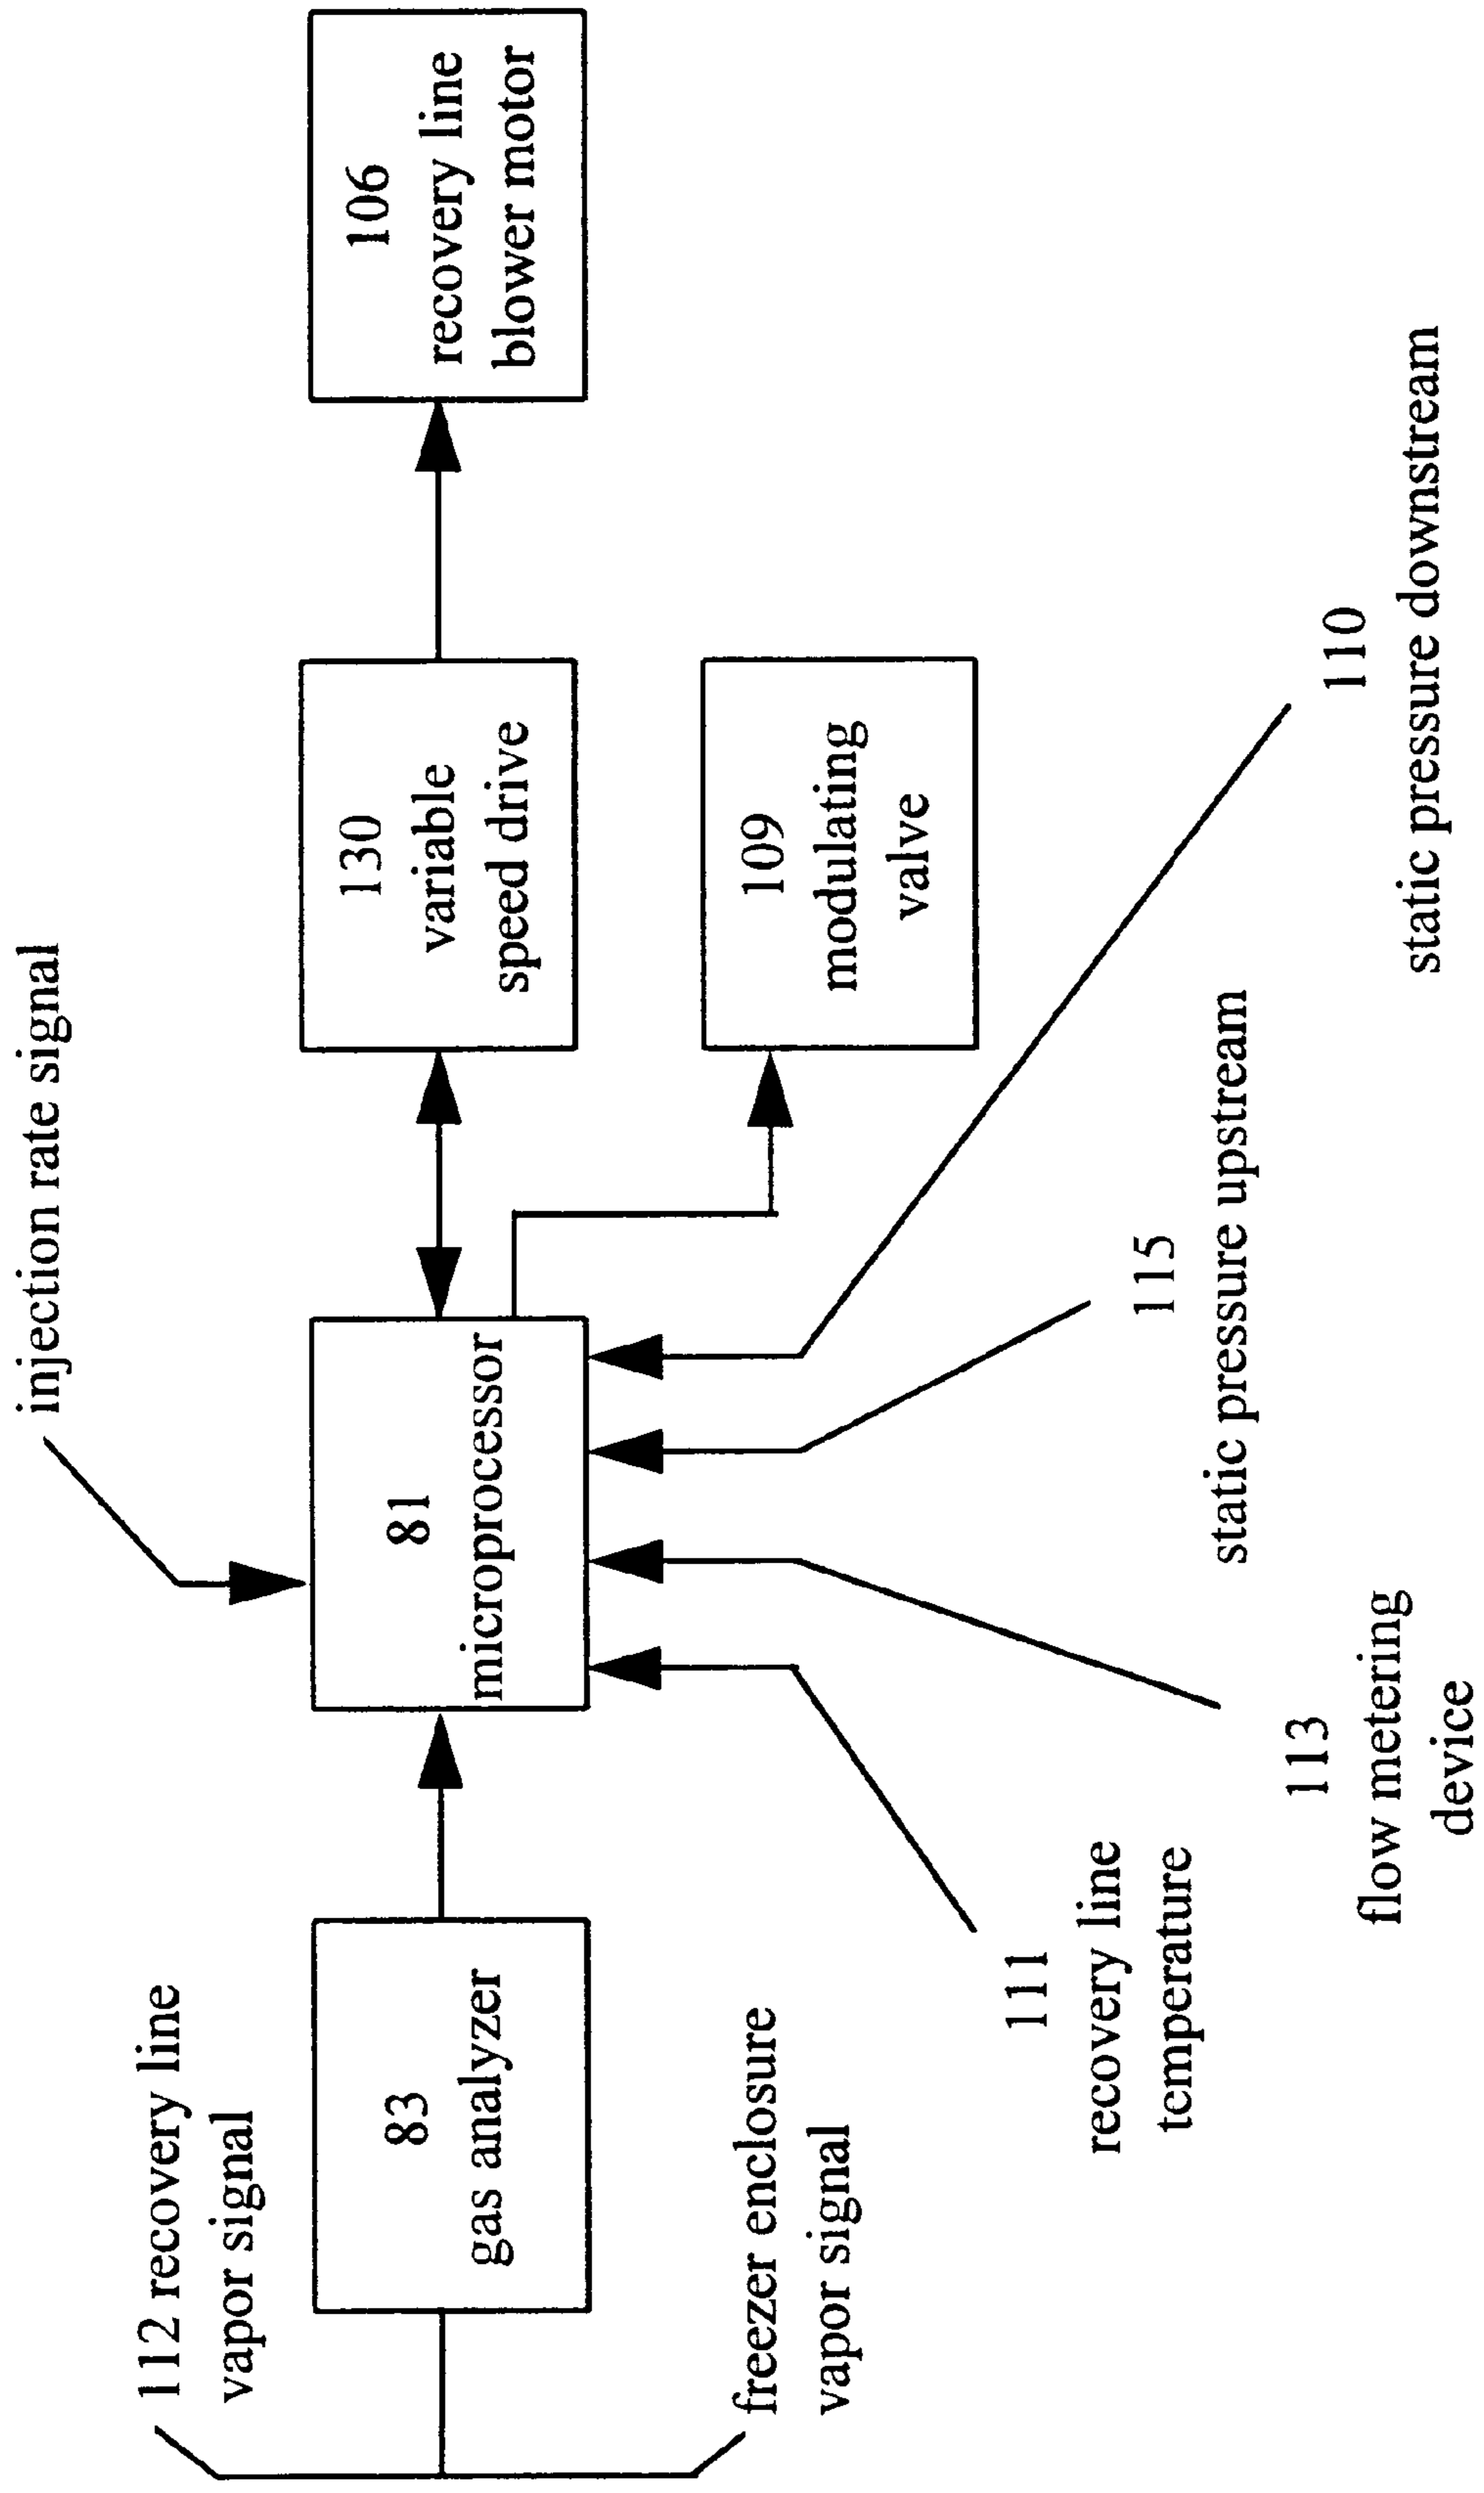 injection rate signal
112 recovery line
vapor signal
83
gas analyzer
freezer enclosure
vapor signal
81
microprocessor
130
variable
speed drive
106
recovery line
blower motor
109
modulating
valve
111
recovery line
temperature
113
flow metering
device
115
static pressure upstream
110
static pressure downstream